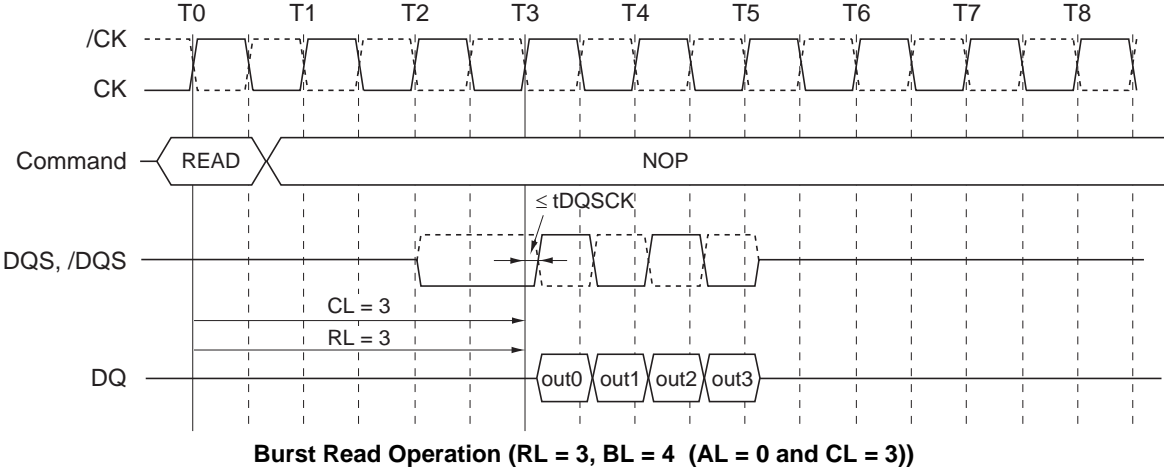 T0 T1 T2 T3 T4 T5 T6 T7 T8
/CK
CK
Command READ NOP
≤ tDQSCK
DQS, /DQS
CL = 3
RL = 3
DQ out0 out1 out2 out3
Burst Read Operation (RL = 3, BL = 4 (AL = 0 and CL = 3))